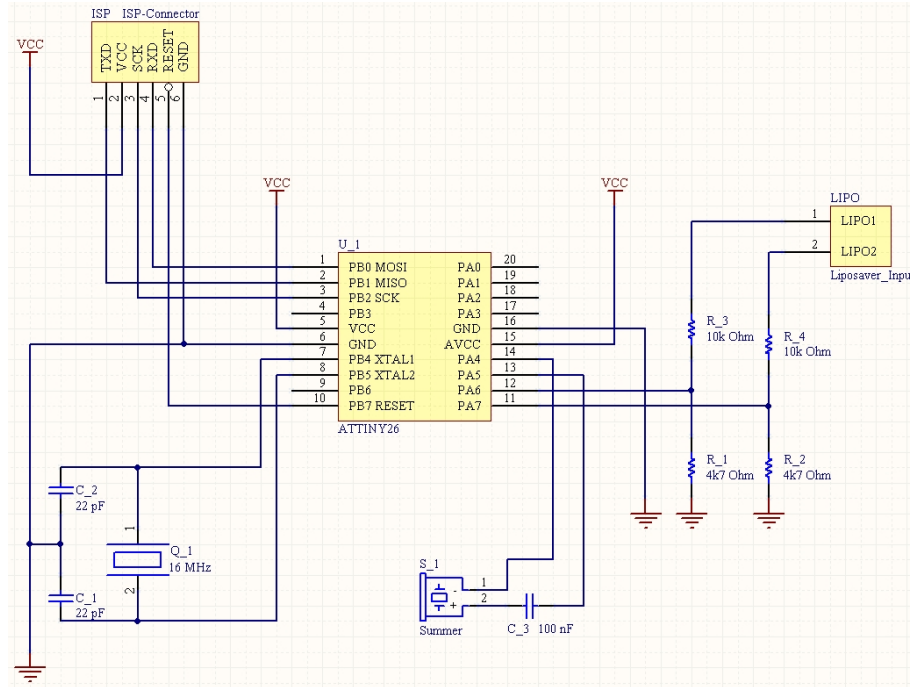 ISP ISP-Connector
VCC
TXD
VCC
SCK
RXD
RESET
GND
1
2
3
4
5
6
VCC
VCC
LIPO
1 LIPO1
2 LIPO2
Liposaver_Inpu
U_1
1 PB0 MOSI PA0 20
2 PB1 MISO PA1 19
3 PB2 SCK PA2 18
4 PB3 PA3 17
5 VCC GND 16
6 GND AVCC 15
7 PB4 XTAL1 PA4 14
8 PB5 XTAL2 PA5 13
9 PB6 PA6 12
10 PB7 RESET PA7 11
ATTINY26
R_3
10k Ohm
R_4
10k Ohm
R_1
4k7 Ohm
R_2
4k7 Ohm
C_2
22 pF
1
Q_1
16 MHz
2
C_1
22 pF
S_1
1
-
2
+
Summer
C_3 100 nF